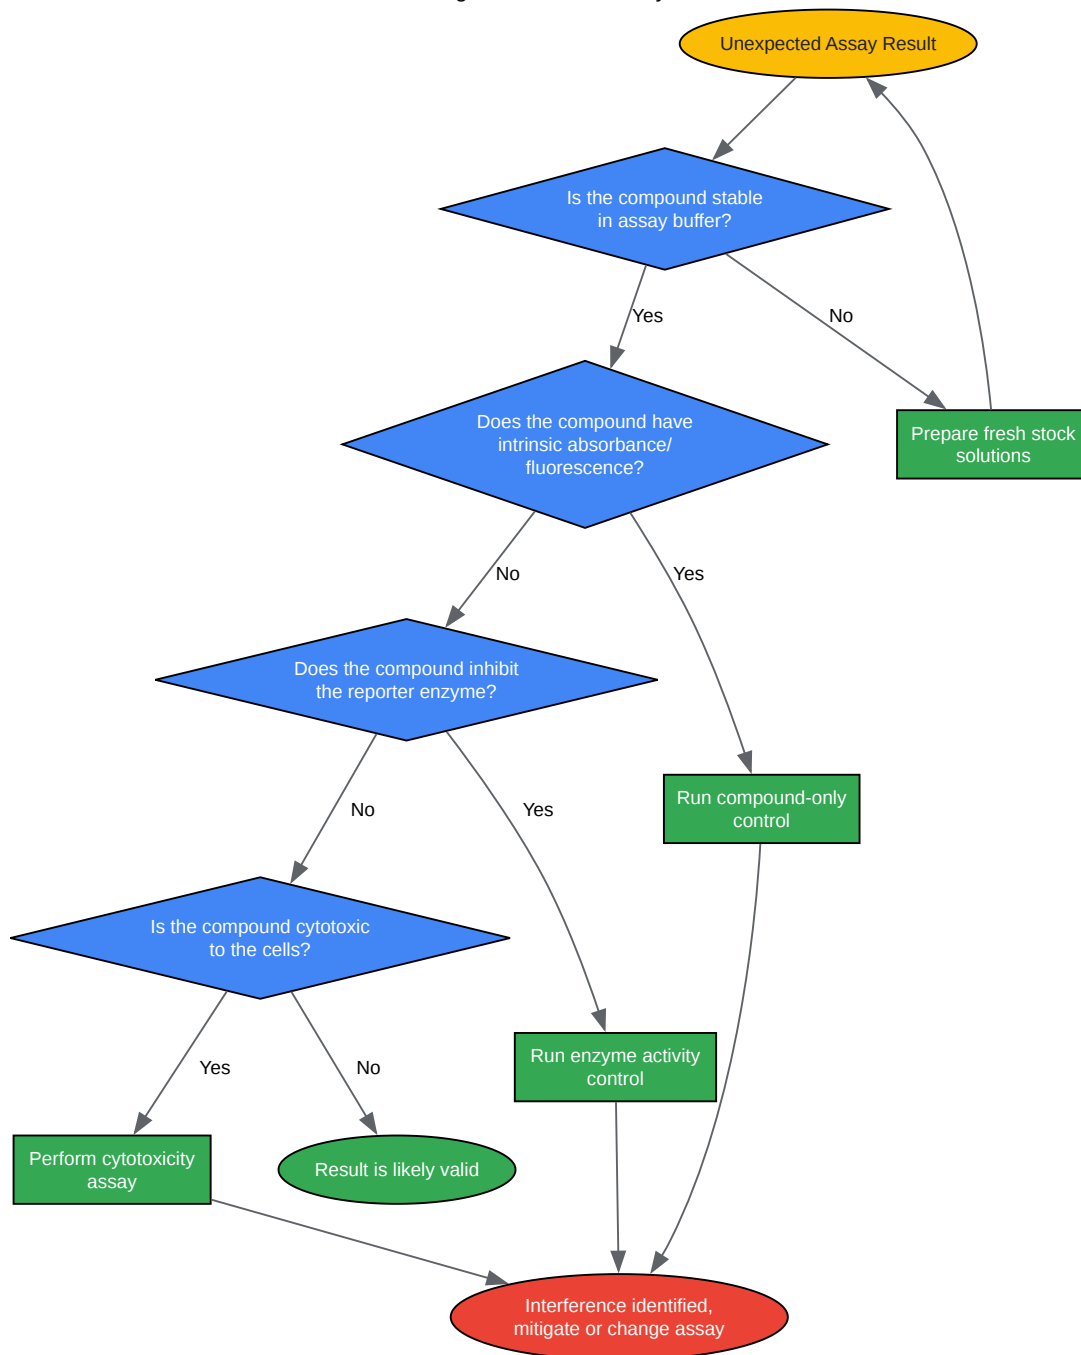 Unexpected Assay Result
Is the compound stable
in assay buffer?
Yes
No
Does the compound have
intrinsic absorbance/
fluorescence?
Prepare fresh stock
solutions
No
Yes
Does the compound inhibit
the reporter enzyme?
No
Yes
Run compound-only
control
Is the compound cytotoxic
to the cells?
Yes
No
Run enzyme activity
control
Perform cytotoxicity
assay
Result is likely valid
Interference identified,
mitigate or change assay